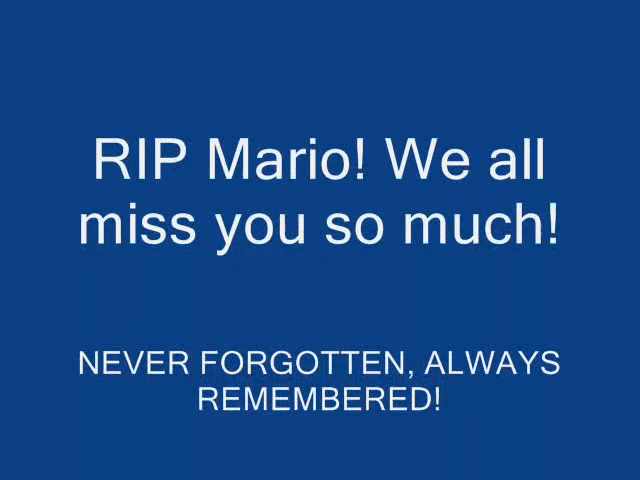 RIP Mario! We all
miss you so much!
NEVER FORGOTTEN, ALWAYS
REMEMBERED!